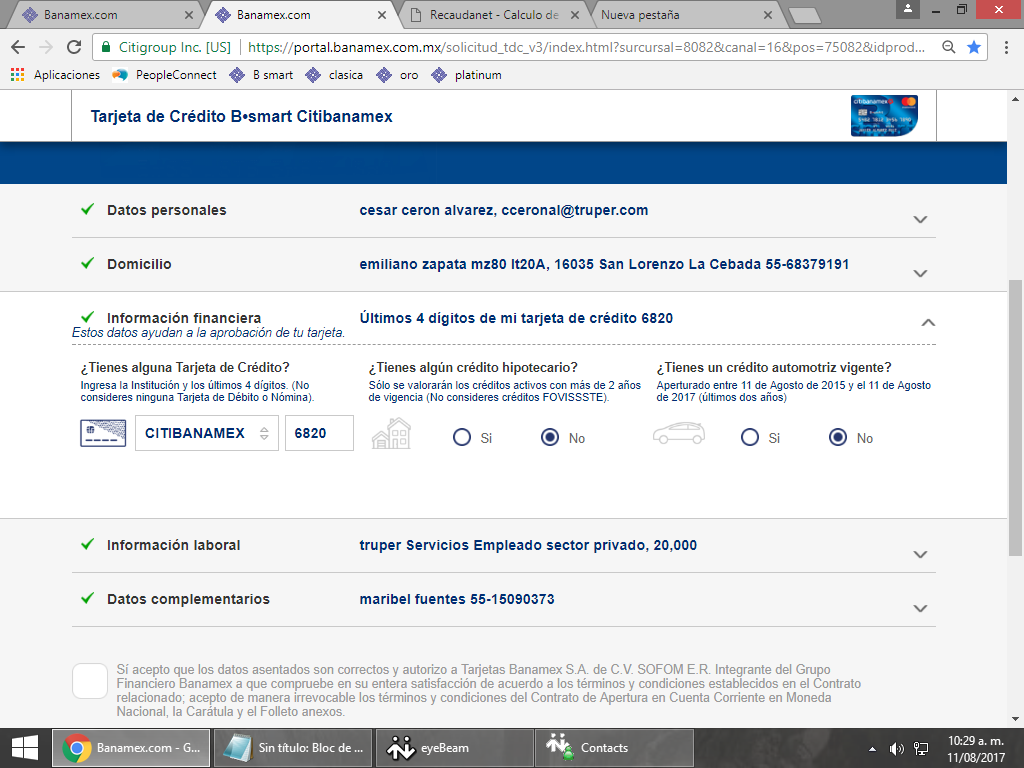 Banamex.com
Banamex.com
Recaudanet - Calculo de
Nueva pestaña
Citigroup Inc. [US]
https://portal.banamex.com.mx/solicitud_tdc_v3/index.html?surcursal=8082&canal=16&pos=75082&idprod...
Aplicaciones
PeopleConnect
B smart
clasica
oro
platinum
Tarjeta de Crédito B•smart Citibanamex
citibanamex
Datos personales
cesar ceron alvarez, cceronal@truper.com
Domicilio
emiliano zapata mz80 lt20A, 16035 San Lorenzo La Cebada 55-68379191
Información financiera
Últimos 4 dígitos de mi tarjeta de crédito 6820
Estos datos ayudan a la aprobación de tu tarjeta.
¿Tienes alguna Tarjeta de Crédito?
Ingresa la Institución y los últimos 4 dígitos. (No
consideres ninguna Tarjeta de Débito o Nómina).
CITIBANAMEX
6820
¿Tienes algún crédito hipotecario?
Sólo se valorarán los créditos activos con más de 2 años
de vigencia (No consideres créditos FOVISSSTE).
Si
No
¿Tienes un crédito automotriz vigente?
Aperturado entre 11 de Agosto de 2015 y el 11 de Agosto
de 2017 (últimos dos años)
Si
No
Información laboral
truper Servicios Empleado sector privado, 20,000
Datos complementarios
maribel fuentes 55-15090373
Sí acepto que los datos asentados son correctos y autorizo a Tarjetas Banamex S.A. de C.V. SOFOM E.R. Integrante del Grupo
Financiero Banamex a que compruebe en su entera satisfacción de acuerdo a los términos y condiciones establecidos en el Contrato
relacionado; acepto de manera irrevocable los términos y condiciones del Contrato de Apertura en Cuenta Corriente en Moneda
Nacional, la Carátula y el Folleto anexos.
Banamex.com - G...
Sin título: Bloc de ...
eyeBeam
Contacts
10:29 a. m.
11/08/2017